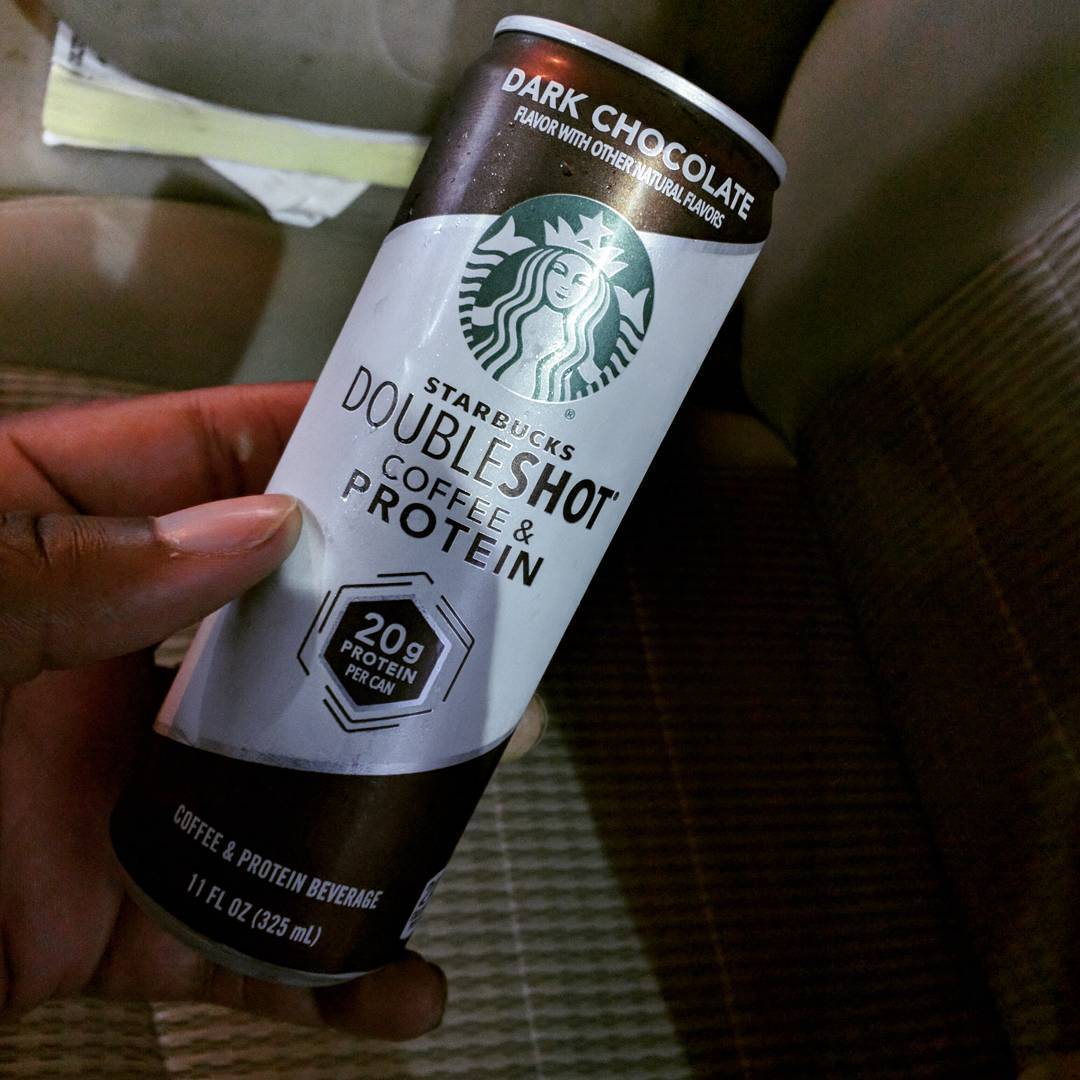 DARK CHOCOLATE
FLAVOR WITH OTHER NATURAL FLAVORS
®
STARBUCKS
DOUBLESHOT®
COFFEE &
PROTEIN
20g
PROTEIN
PER CAN
COFFEE & PROTEIN BEVERAGE
11 FL OZ (325 mL)